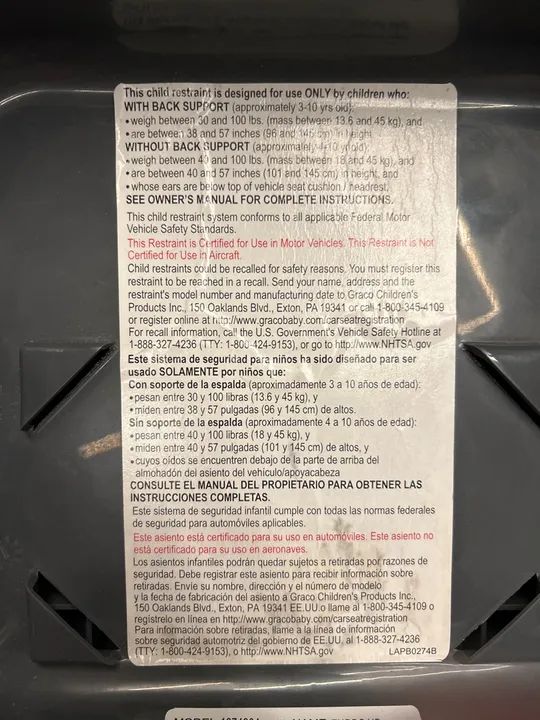 This child restraint is designed for use ONLY by children who:
WITH BACK SUPPORT (approximately 3-10 yrs old):
• weigh between 30 and 100 lbs. (mass between 13.6 and 45 kg), and
• are between 38 and 57 inches (96 and 145 cm) in height.
WITHOUT BACK SUPPORT (approximately 4-10 yr old):
• weigh between 40 and 100 lbs. (mass between 18 and 45 kg), and
• are between 40 and 57 inches (101 and 145 cm) in height, and
• whose ears are below top of vehicle seat cushion / headrest.
SEE OWNER'S MANUAL FOR COMPLETE INSTRUCTIONS.
This child restraint system conforms to all applicable Federal Motor
Vehicle Safety Standards.
This Restraint is Certified for Use in Motor Vehicles. This Restraint is Not
Certified for Use in Aircraft.
Child restraints could be recalled for safety reasons. You must register this
restraint to be reached in a recall. Send your name, address and the
restraint's model number and manufacturing date to Graco Children's
Products Inc., 150 Oaklands Blvd., Exton, PA 19341 or call 1-800-345-4109
or register online at http://www.gracobaby.com/carseatregistration
For recall information, call the U.S. Government's Vehicle Safety Hotline at
1-888-327-4236 (TTY: 1-800-424-9153), or go to http://www.NHTSA.gov
Este sistema de seguridad para niños ha sido diseñado para ser
usado SOLAMENTE por niños que:
Con soporte de la espalda (aproximadamente 3 a 10 años de edad):
• pesan entre 30 y 100 libras (13.6 y 45 kg), y
• miden entre 38 y 57 pulgadas (96 y 145 cm) de altos.
Sin soporte de la espalda (aproximadamente 4 a 10 años de edad):
• pesan entre 40 y 100 libras (18 y 45 kg), y
• miden entre 40 y 57 pulgadas (101 y 145 cm) de altos, y
• cuyos oídos se encuentren debajo de la parte de arriba del
almohadón del asiento del vehículo/apoyacabeza
CONSULTE EL MANUAL DEL PROPIETARIO PARA OBTENER LAS
INSTRUCCIONES COMPLETAS.
Este sistema de seguridad infantil cumple con todas las normas federales
de seguridad para automóviles aplicables.
Este asiento está certificado para su uso en automóviles. Este asiento no
está certificado para su uso en aeronaves.
Los asientos infantiles podrán quedar sujetos a retiradas por razones de
seguridad. Debe registrar este asiento para recibir información sobre
retiradas. Envíe su nombre, dirección y el número de modelo
y la fecha de fabricación del asiento a Graco Children's Products Inc.,
150 Oaklands Blvd., Exton, PA 19341 EE.UU.o llame al 1-800-345-4109 o
regístrelo en línea en http://www.gracobaby.com/carseatregistration
Para información sobre retiradas, llame a la línea de información
sobre seguridad automotriz del gobierno de EE.UU. al 1-888-327-4236
(TTY: 1-800-424-9153), o http://www.NHTSA.gov LAPB0274B